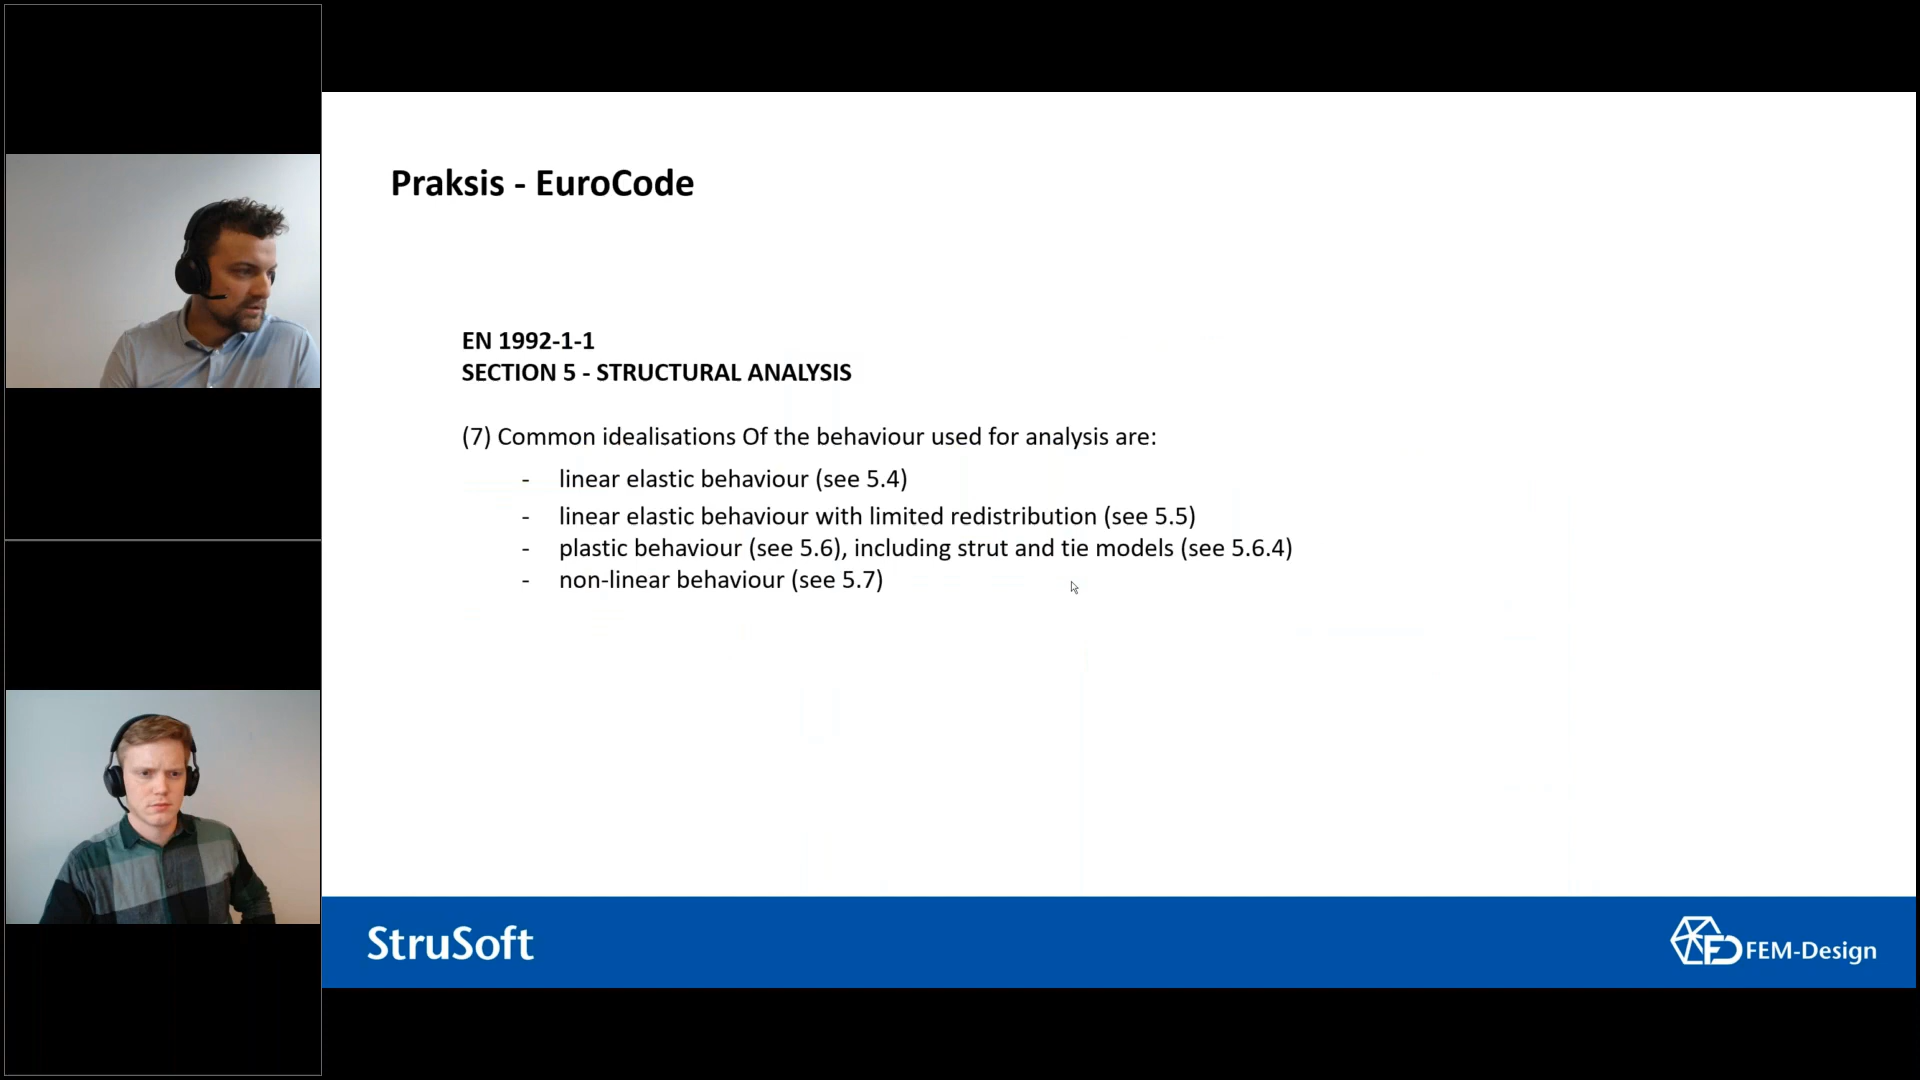 Praksis - EuroCode
EN 1992-1-1
SECTION 5 - STRUCTURAL ANALYSIS
(7) Common idealisations Of the behaviour used for analysis are:
- linear elastic behaviour (see 5.4)
- linear elastic behaviour with limited redistribution (see 5.5)
- plastic behaviour (see 5.6), including strut and tie models (see 5.6.4)
- non-linear behaviour (see 5.7)
StruSoft
FD FEM-Design